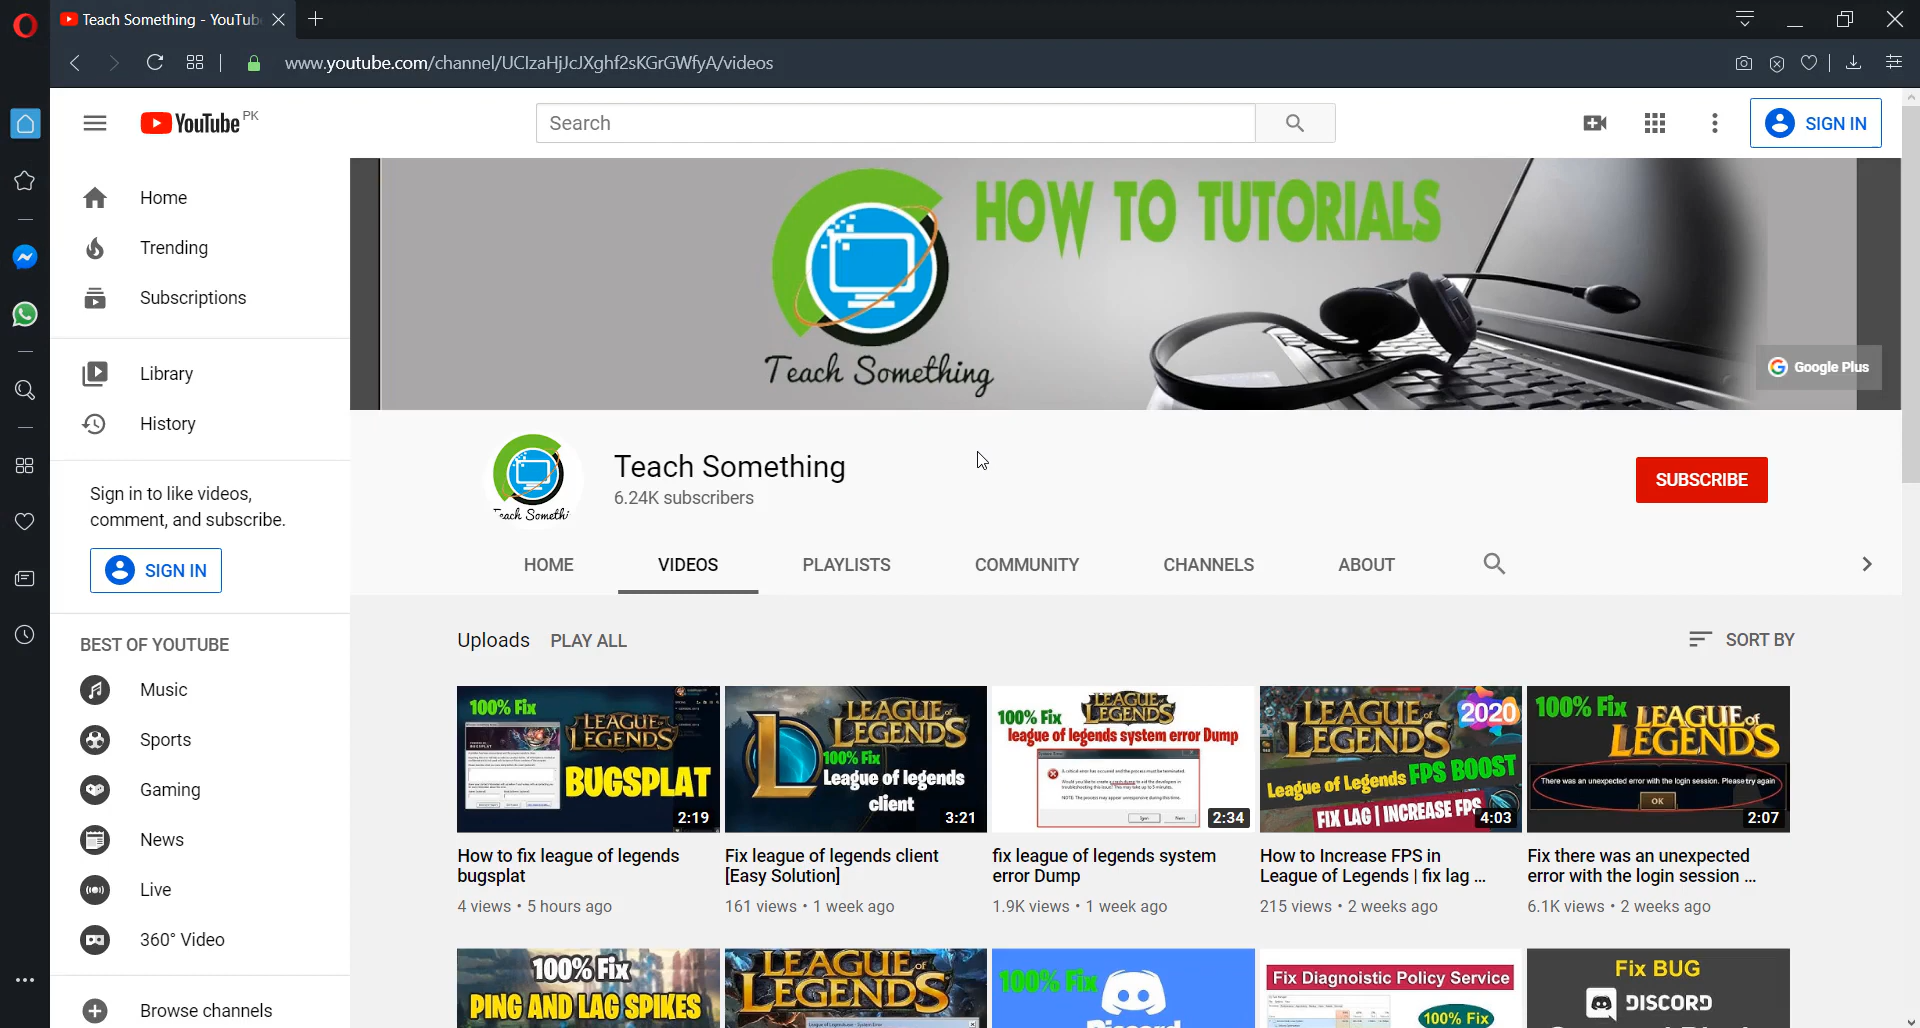 Teach Something - YouTub
www.youtube.com/channel/UCIzaHjJcJXghf2sKGrGWfyA/videos
YouTube PK
Search
SIGN IN
Home
Trending
Subscriptions
Library
History
Sign in to like videos,
comment, and subscribe.
SIGN IN
BEST OF YOUTUBE
Music
Sports
Gaming
News
Live
360° Video
Browse channels
HOW TO TUTORIALS
Teach Something
Google Plus
Teach Somethi
Teach Something
6.24K subscribers
SUBSCRIBE
HOME
VIDEOS
PLAYLISTS
COMMUNITY
CHANNELS
ABOUT
Uploads
PLAY ALL
SORT BY
100% Fix
LEAGUE of
LEGENDS
BUGSPLAT
2:19
How to fix league of legends
bugsplat
4 views • 5 hours ago
LEAGUE of
LEGENDS
100% Fix
League of legends
client
3:21
Fix league of legends client
[Easy Solution]
161 views • 1 week ago
LEAGUE of
LEGENDS
100% Fix
league of legends system error Dump
2:34
fix league of legends system
error Dump
1.9K views • 1 week ago
LEAGUE of
LEGENDS
2020
League of Legends FPS BOOST
FIX LAG | INCREASE FPS
4:03
How to Increase FPS in
League of Legends | fix lag ...
215 views • 2 weeks ago
100% Fix
LEAGUE of
LEGENDS
There was an unexpected error with the login session. Please try again
OK
2:07
Fix there was an unexpected
error with the login session ...
6.1K views • 2 weeks ago
100% Fix
PING AND LAG SPIKES
LEAGUE of
LEGENDS
100% Fix
Discord
Fix Diagnoistic Policy Service
100% Fix
Fix BUG
DISCORD